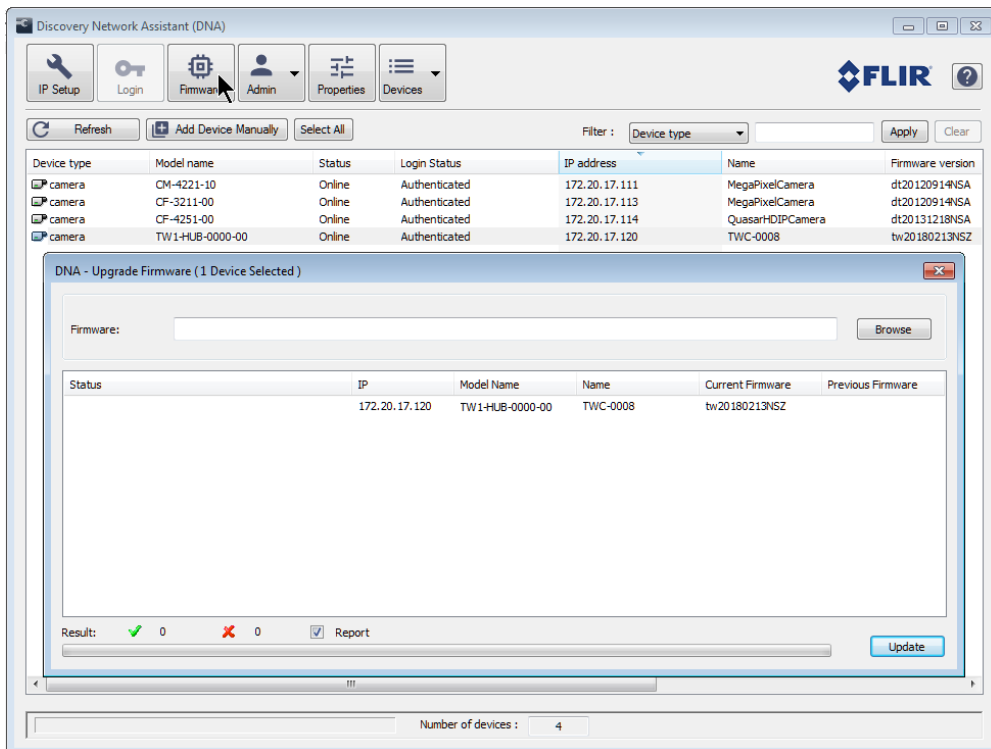 Discovery Network Assistant (DNA)
IP Setup Login Firmware Admin Properties Devices FLIR
Refresh Add Device Manually Select All Filter : Device type Apply Clear
Device type Model name Status Login Status IP address Name Firmware version
camera CM-4221-10 Online Authenticated 172.20.17.111 MegaPixelCamera dt20120914NSA
camera CF-3211-00 Online Authenticated 172.20.17.113 MegaPixelCamera dt20120914NSA
camera CF-4251-00 Online Authenticated 172.20.17.114 QuasarHDIPCamera dt20131218NSA
camera TW1-HUB-0000-00 Online Authenticated 172.20.17.120 TWC-0008 tw20180213NSZ
DNA - Upgrade Firmware ( 1 Device Selected )
Firmware: Browse
Status IP Model Name Name Current Firmware Previous Firmware
172.20.17.120 TW1-HUB-0000-00 TWC-0008 tw20180213NSZ
Result: 0 0 Report
Update
Number of devices : 4